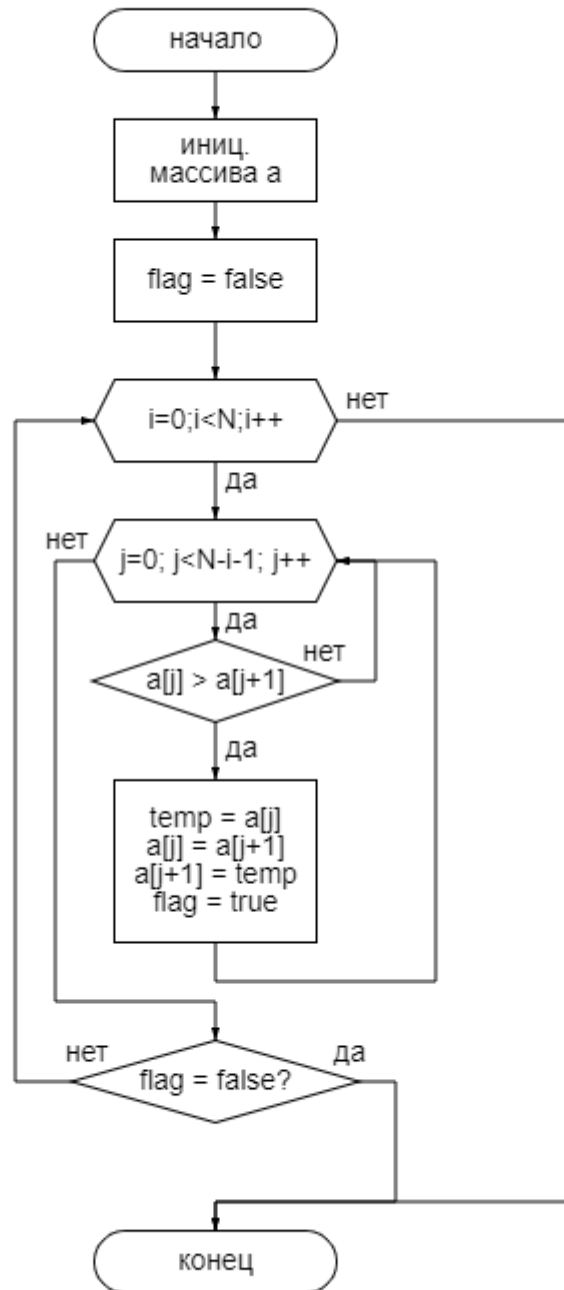 начало
иниц.
массива a
flag = false
i=0;i<N;i++
нет
да
нет
j=0; j<N-i-1; j++
да
нет
a[j] > a[j+1]
да
temp = a[j]
a[j] = a[j+1]
a[j+1] = temp
flag = true
нет
да
flag = false?
конец